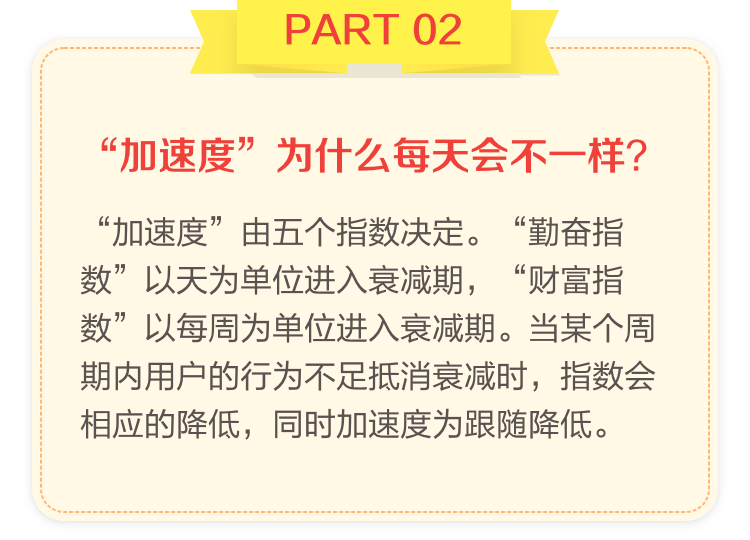 PART 02
“加速度”为什么每天会不一样？
“加速度”由五个指数决定。“勤奋指
数”以天为单位进入衰减期，“财富指
数”以每周为单位进入衰减期。当某个周
期内用户的行为不足抵消衰减时，指数会
相应的降低，同时加速度为跟随降低。